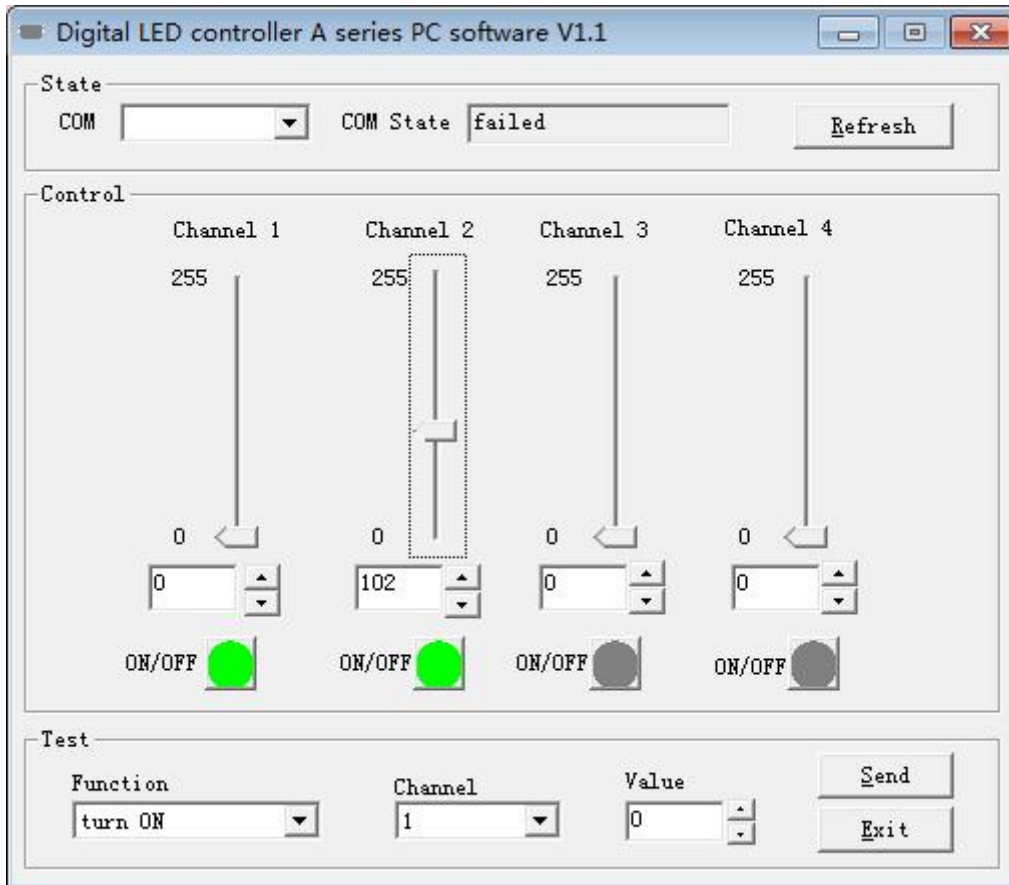 Digital LED controller A series PC software V1.1
State
COM COM State failed Refresh
Control
Channel 1 Channel 2 Channel 3 Channel 4
255 255 255 255
0 0 0 0
0 102 0 0
ON/OFF ON/OFF ON/OFF ON/OFF
Test
Function Channel Value Send
turn ON 1 0 Exit